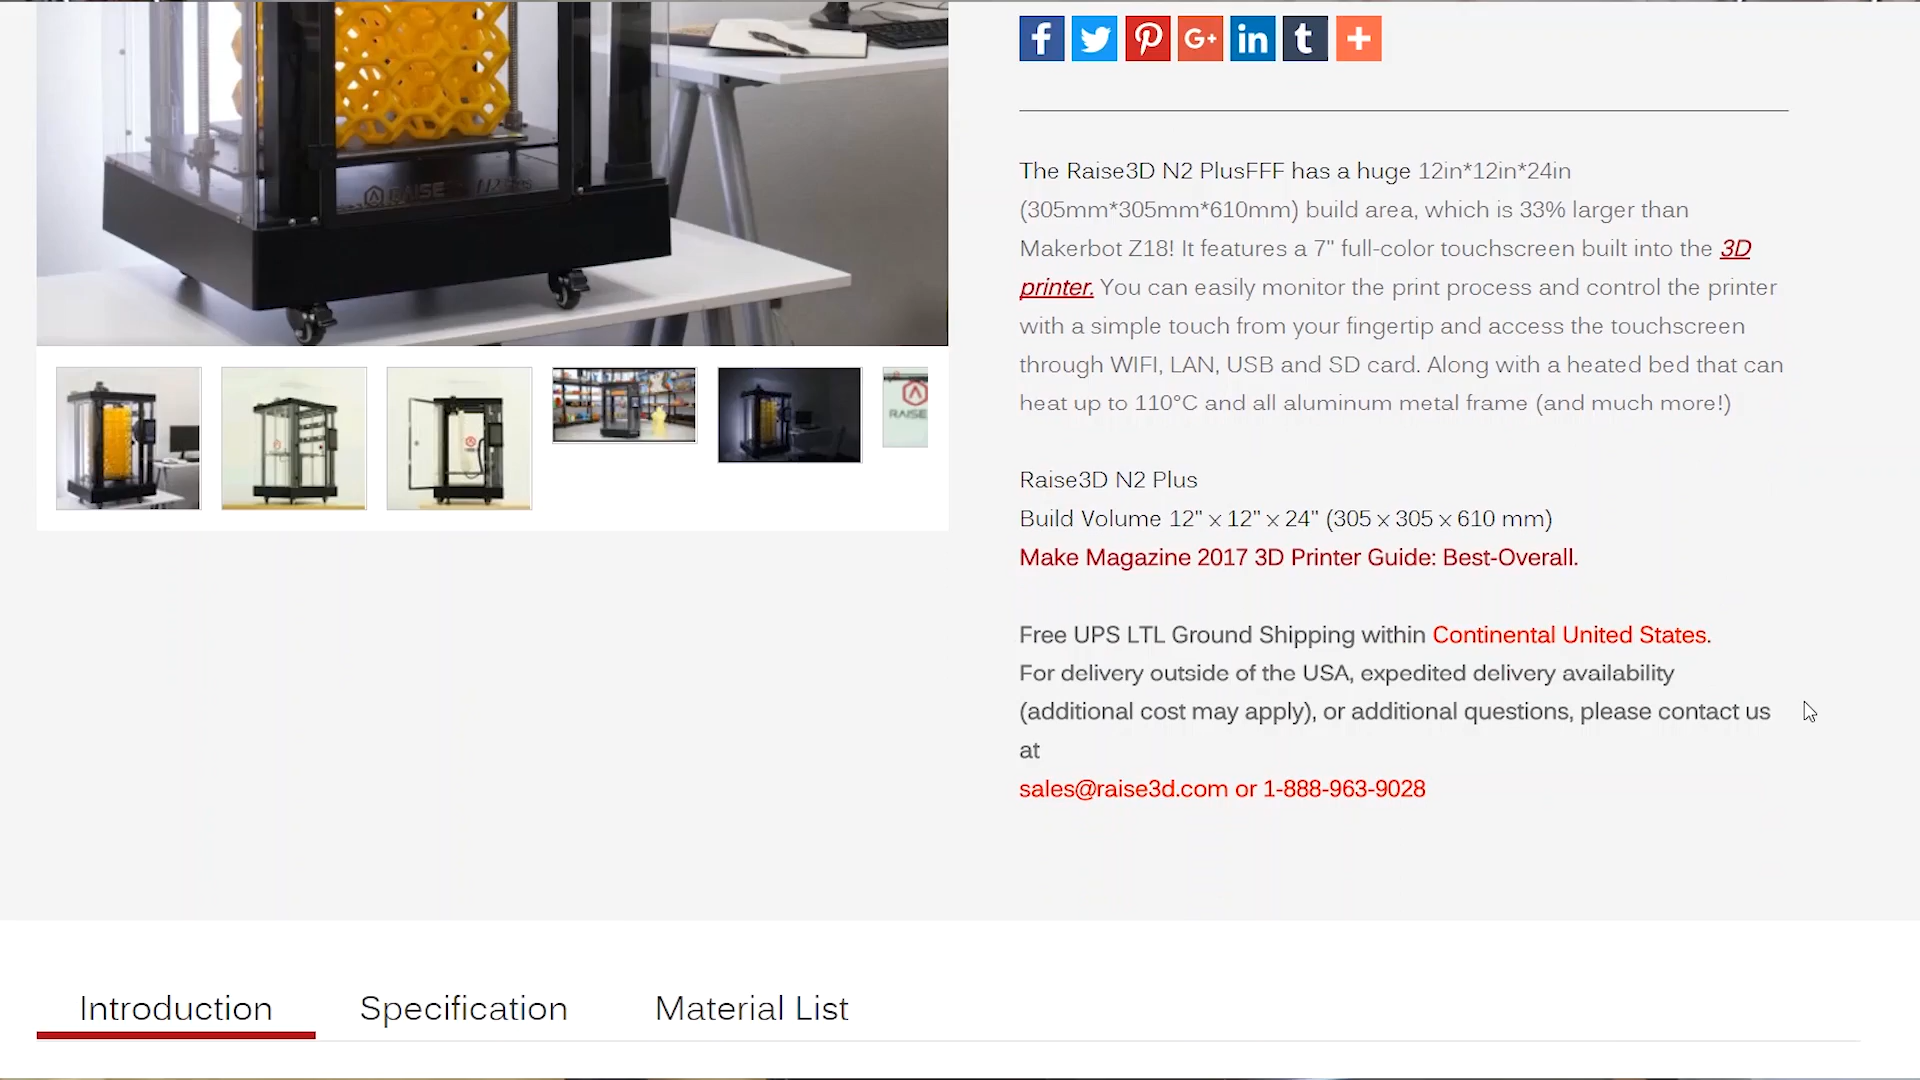 The Raise3D N2 PlusFFF has a huge 12in*12in*24in
(305mm*305mm*610mm) build area, which is 33% larger than
Makerbot Z18! It features a 7" full-color touchscreen built into the 3D
printer. You can easily monitor the print process and control the printer
with a simple touch from your fingertip and access the touchscreen
through WIFI, LAN, USB and SD card. Along with a heated bed that can
heat up to 110°C and all aluminum metal frame (and much more!)
Raise3D N2 Plus
Build Volume 12" x 12" x 24" (305 x 305 x 610 mm)
Make Magazine 2017 3D Printer Guide: Best-Overall.
Free UPS LTL Ground Shipping within Continental United States.
For delivery outside of the USA, expedited delivery availability
(additional cost may apply), or additional questions, please contact us
at
sales@raise3d.com or 1-888-963-9028
RAISE
RAISE
Introduction Specification Material List